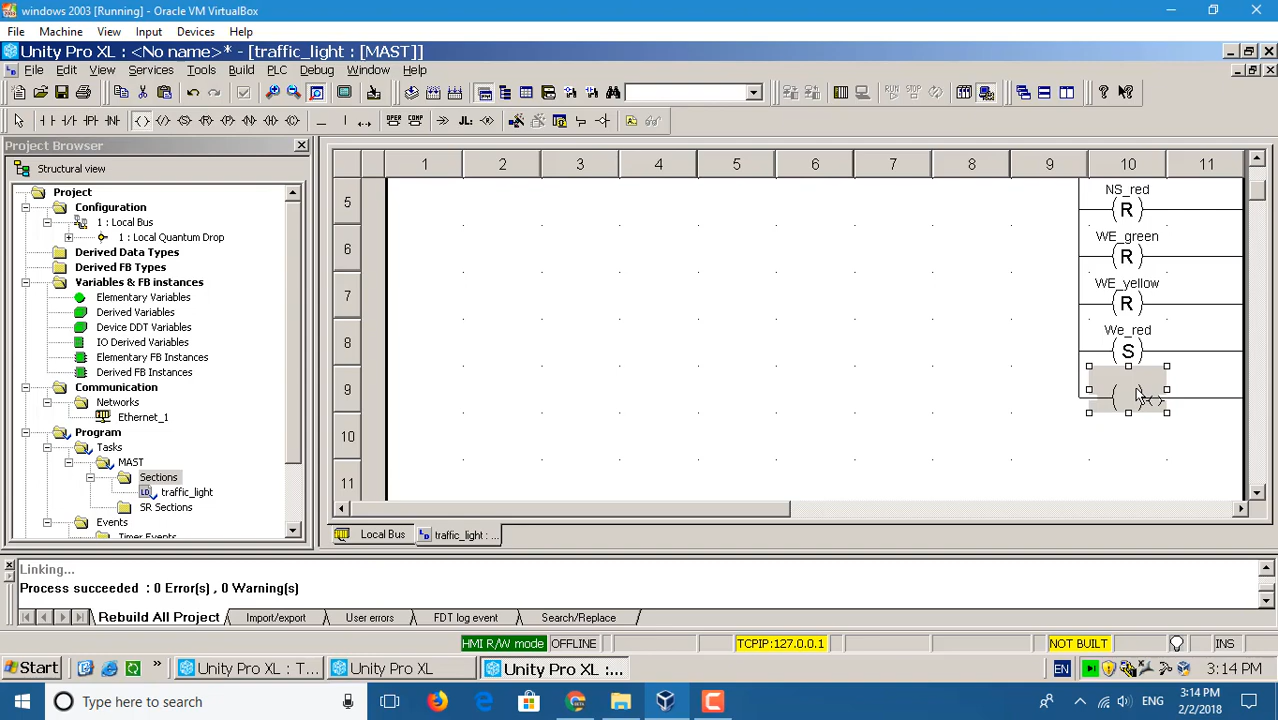 windows 2003 [Running] - Oracle VM VirtualBox
File Machine View Input Devices Help
Unity Pro XL : <No name>* - [traffic_light : [MAST]]
File Edit View Services Tools Build PLC Debug Window Help
Project Browser
Structural view
Project
Configuration
1 : Local Bus
1 : Local Quantum Drop
Derived Data Types
Derived FB Types
Variables & FB instances
Elementary Variables
Derived Variables
Device DDT Variables
IO Derived Variables
Elementary FB Instances
Derived FB Instances
Communication
Networks
Ethernet_1
Program
Tasks
MAST
Sections
traffic_light
SR Sections
Events
Timer Events
1 2 3 4 5 6 7 8 9 10 11
5
NS_red
R
6
WE_green
R
7
WE_yellow
R
8
We_red
S
9
10
11
Local Bus traffic_light : ...
Linking...
Process succeeded : 0 Error(s) , 0 Warning(s)
Rebuild All Project Import/export User errors FDT log event Search/Replace
HMI R/W mode OFFLINE TCPIP:127.0.0.1 NOT BUILT INS
Start » Unity Pro XL : T... Unity Pro XL Unity Pro XL :... EN 3:14 PM
Type here to search ENG 3:14 PM
2/2/2018